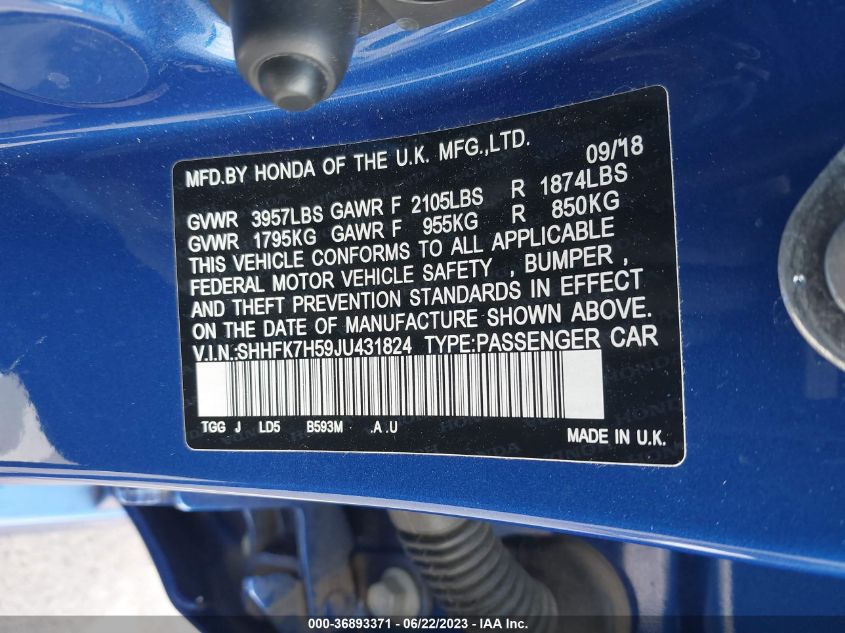 MFD.BY HONDA OF THE U.K. MFG.,LTD. 09/18
GVWR 3957LBS GAWR F 2105LBS R 1874LBS
GVWR 1795KG GAWR F 955KG R 850KG
THIS VEHICLE CONFORMS TO ALL APPLICABLE
FEDERAL MOTOR VEHICLE SAFETY , BUMPER ,
AND THEFT PREVENTION STANDARDS IN EFFECT
ON THE DATE OF MANUFACTURE SHOWN ABOVE.
V.I.N.:SHHFK7H59JU431824 TYPE:PASSENGER CAR
TGG J LD5 B593M .A .U
MADE IN U.K.
000-36893371 - 06/22/2023 - IAAI.com